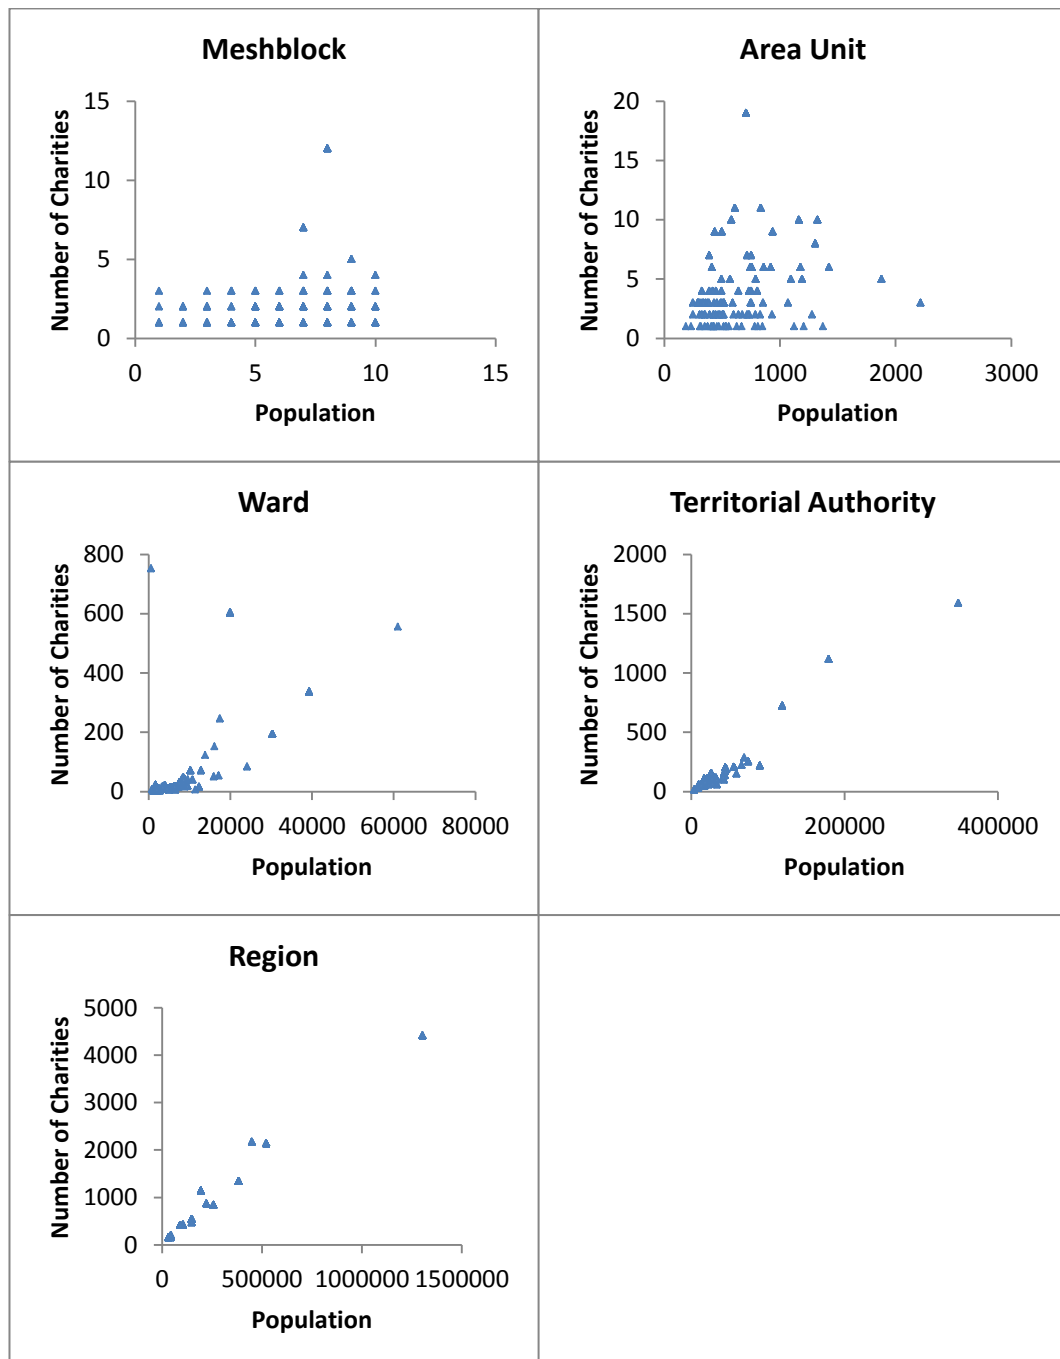 Meshblock
Number of Charities
15
10
5
0
0 5 10 15
Population
Area Unit
Number of Charities
20
15
10
5
0
0 1000 2000 3000
Population
Ward
Number of Charities
800
600
400
200
0
0 20000 40000 60000 80000
Population
Territorial Authority
Number of Charities
2000
1500
1000
500
0
0 200000 400000
Population
Region
Number of Charities
5000
4000
3000
2000
1000
0
0 500000 1000000 1500000
Population